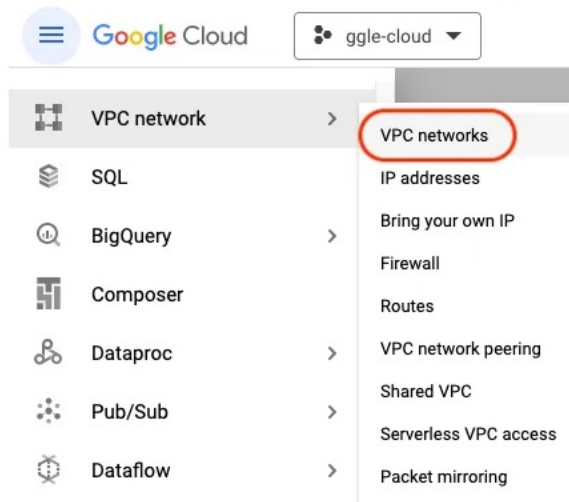 Google Cloud
ggle-cloud
VPC network
SQL
BigQuery
Composer
Dataproc
Pub/Sub
Dataflow
VPC networks
IP addresses
Bring your own IP
Firewall
Routes
VPC network peering
Shared VPC
Serverless VPC access
Packet mirroring